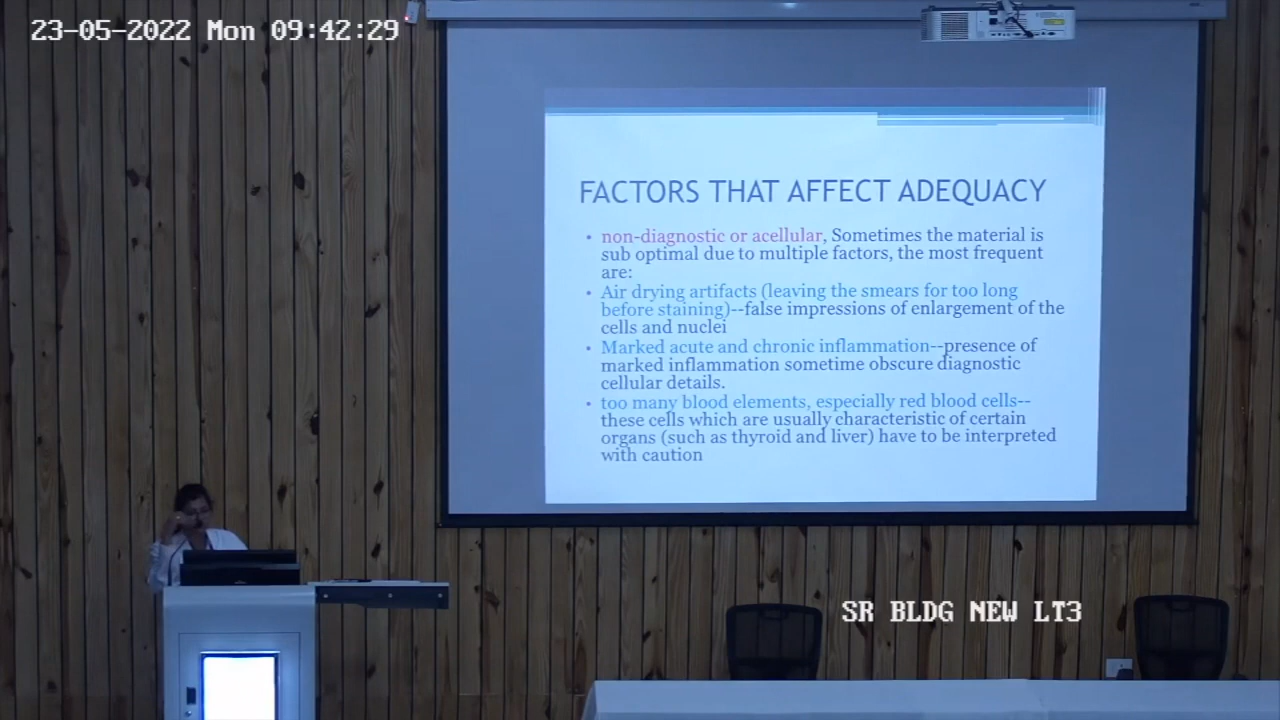 23-05-2022 Mon 09:42:29
FACTORS THAT AFFECT ADEQUACY
• non-diagnostic or acellular, Sometimes the material is
sub optimal due to multiple factors, the most frequent
are:
• Air drying artifacts (leaving the smears for too long
before staining)--false impressions of enlargement of the
cells and nuclei
• Marked acute and chronic inflammation--presence of
marked inflammation sometime obscure diagnostic
cellular details.
• too many blood elements, especially red blood cells--
these cells which are usually characteristic of certain
organs (such as thyroid and liver) have to be interpreted
with caution
SR BLDG NEW LT3